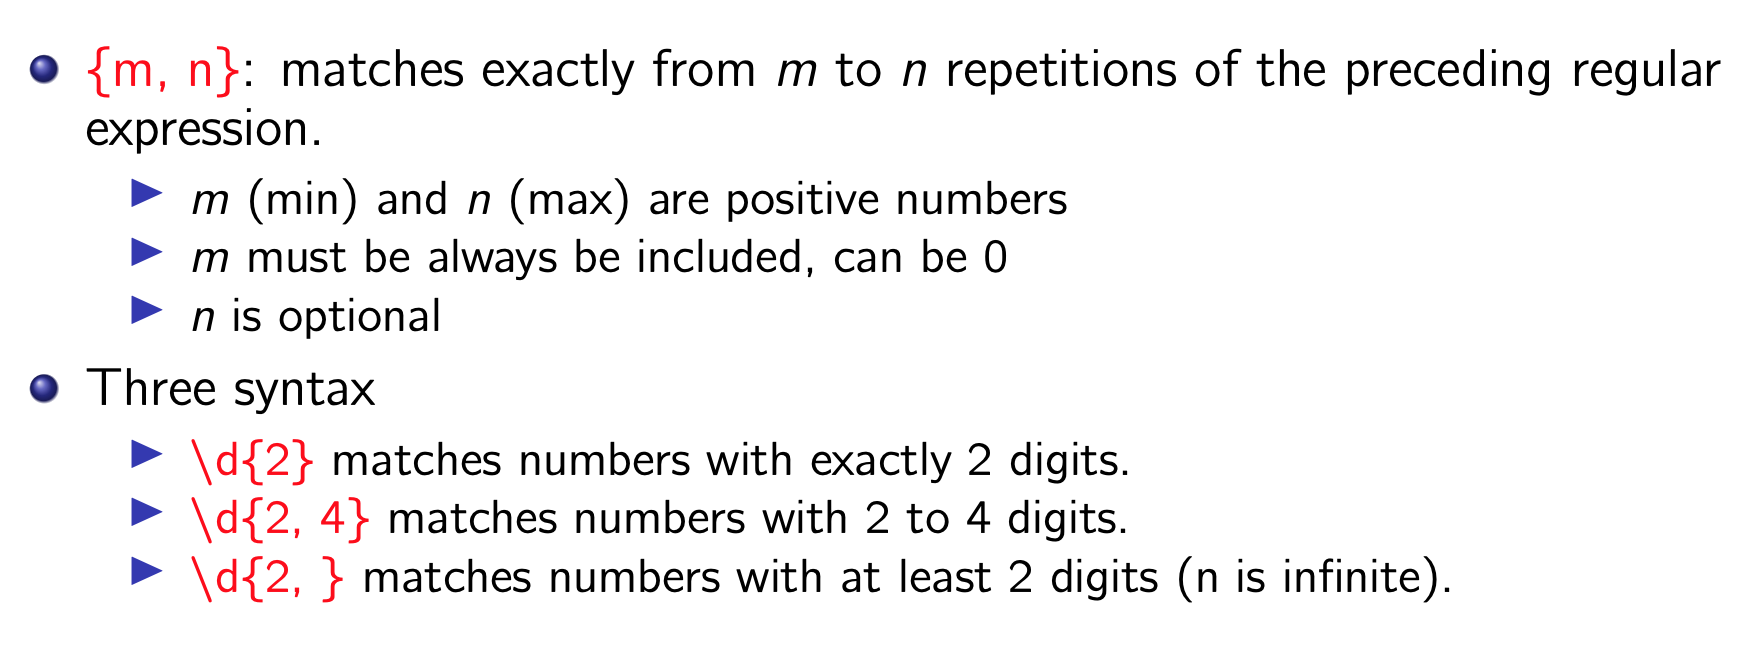 {m, n}: matches exactly from m to n repetitions of the preceding regular
expression.
m (min) and n (max) are positive numbers
m must be always be included, can be 0
n is optional
Three syntax
\d{2} matches numbers with exactly 2 digits.
\d{2, 4} matches numbers with 2 to 4 digits.
\d{2, } matches numbers with at least 2 digits (n is infinite).